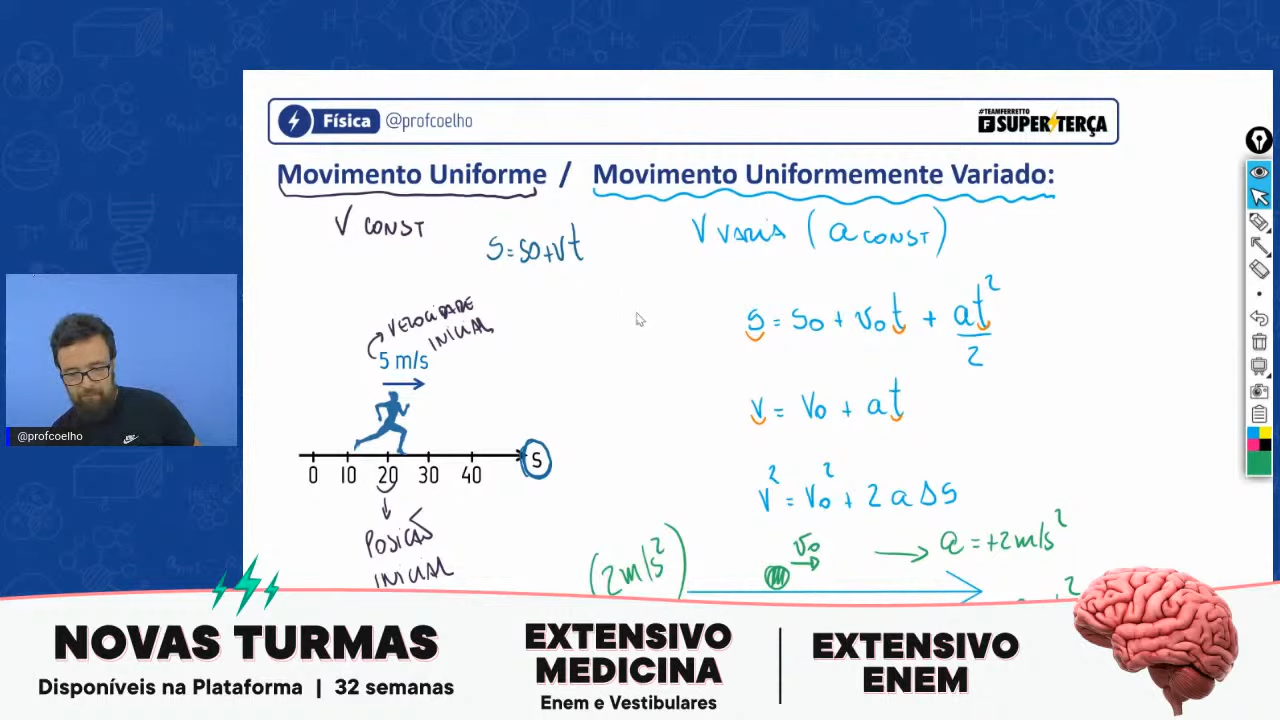 Física @profcoelho
#TEAMFERRETTO
SUPER TERÇA
Movimento Uniforme / Movimento Uniformemente Variado:
V CONST
S=So+Vt
V VARIA (a CONST)
VELOCIDADE
INICIAL
5 m/s
S = So + Vot + at²/2
V = Vo + at
V² = Vo² + 2 a ΔS
0 10 20 30 40 S
POSIÇÃO
INICIAL
(2m/s²)
Vo
a = +2m/s²
@profcoelho
NOVAS TURMAS
Disponíveis na Plataforma | 32 semanas
EXTENSIVO
MEDICINA
Enem e Vestibulares
EXTENSIVO
ENEM